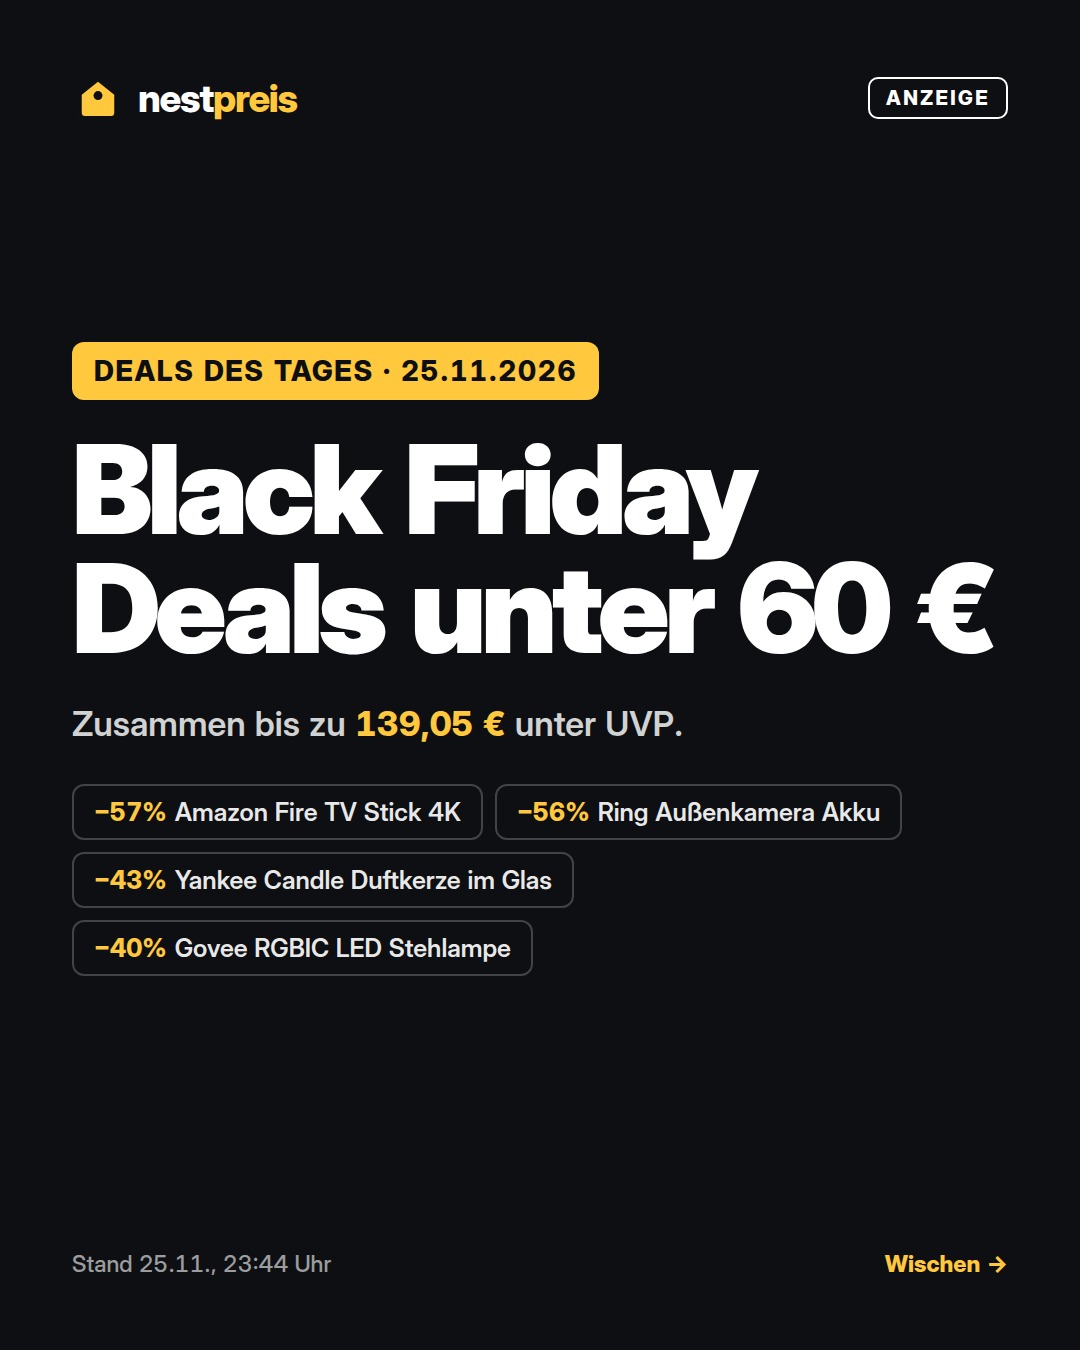 nestpreis
ANZEIGE
DEALS DES TAGES · 25.11.2026
Black Friday
Deals unter 60 €
Zusammen bis zu 139,05 € unter UVP.
−57% Amazon Fire TV Stick 4K
−56% Ring Außenkamera Akku
−43% Yankee Candle Duftkerze im Glas
−40% Govee RGBIC LED Stehlampe
Stand 25.11., 23:44 Uhr
Wischen →